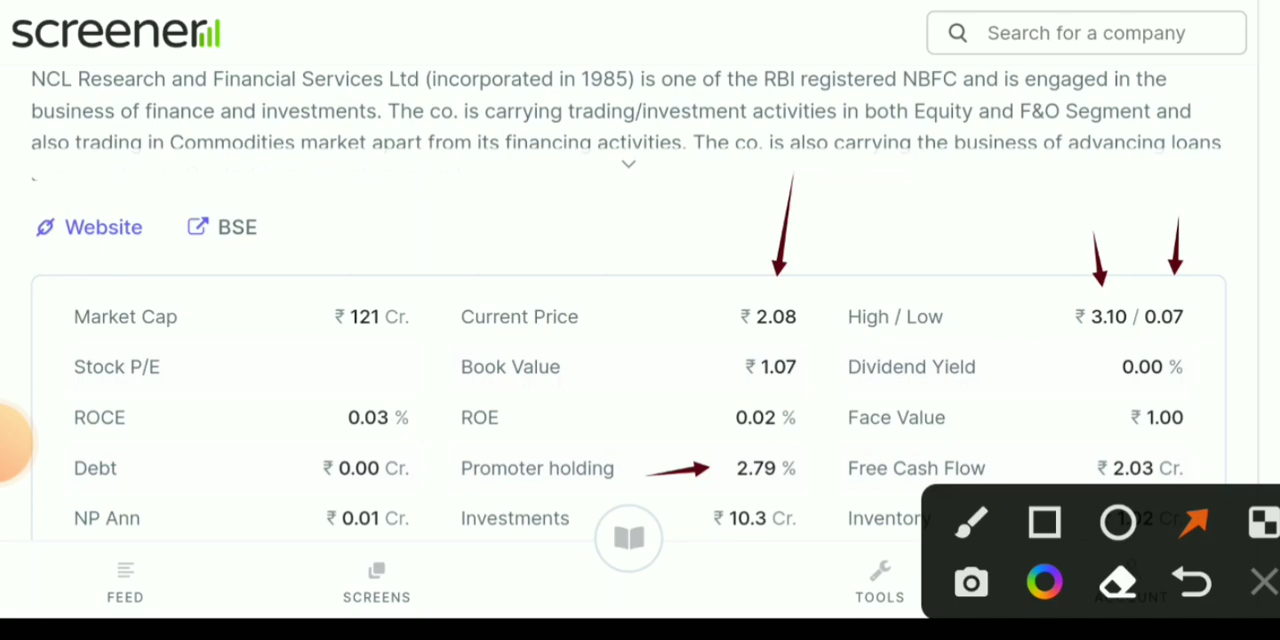 screener
Search for a company
NCL Research and Financial Services Ltd (incorporated in 1985) is one of the RBI registered NBFC and is engaged in the
business of finance and investments. The co. is carrying trading/investment activities in both Equity and F&O Segment and
also trading in Commodities market apart from its financing activities. The co. is also carrying the business of advancing loans
Website BSE
Market Cap ₹ 121 Cr. Current Price ₹ 2.08 High / Low ₹ 3.10 / 0.07
Stock P/E Book Value ₹ 1.07 Dividend Yield 0.00 %
ROCE 0.03 % ROE 0.02 % Face Value ₹ 1.00
Debt ₹ 0.00 Cr. Promoter holding 2.79 % Free Cash Flow ₹ 2.03 Cr.
NP Ann ₹ 0.01 Cr. Investments ₹ 10.3 Cr. Inventory
FEED SCREENS TOOLS